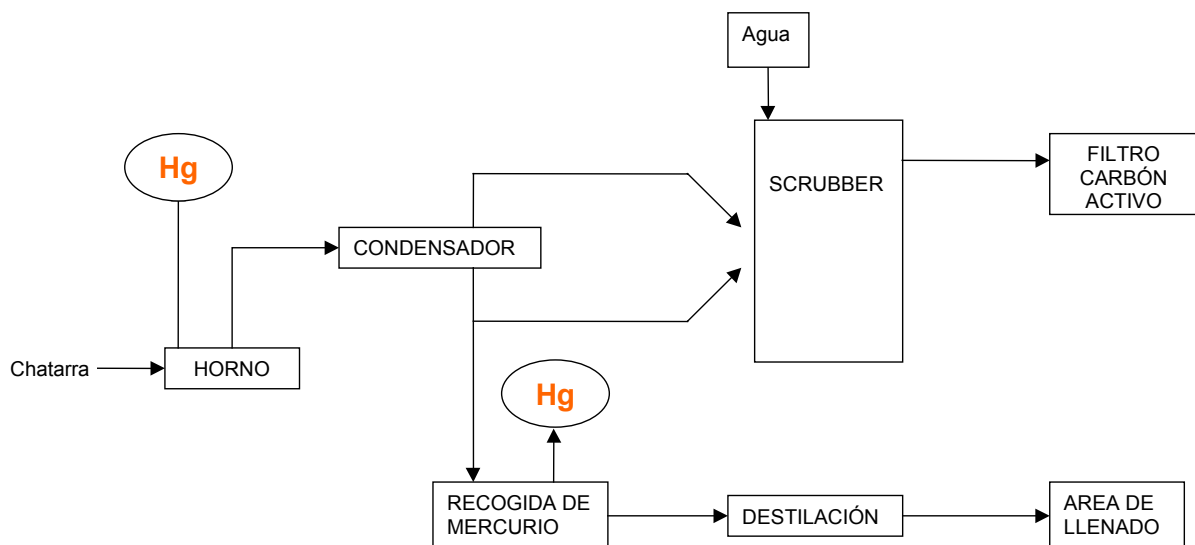 Agua
Hg
SCRUBBER
FILTRO
CARBÓN
ACTIVO
CONDENSADOR
Chatarra
HORNO
Hg
RECOGIDA DE
MERCURIO
DESTILACIÓN
AREA DE
LLENADO